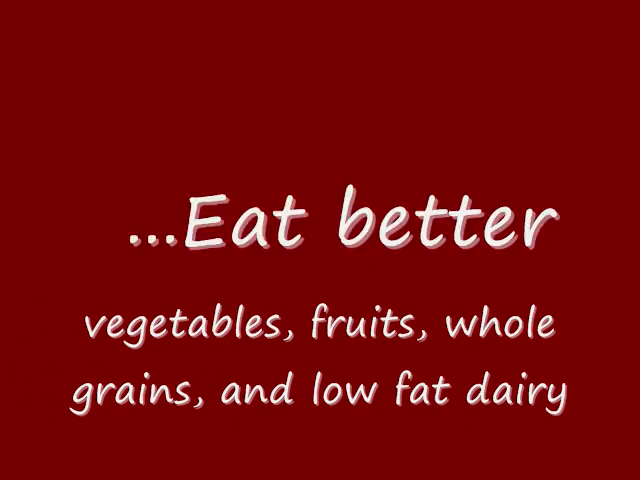 ...Eat better
vegetables, fruits, whole
grains, and low fat dairy